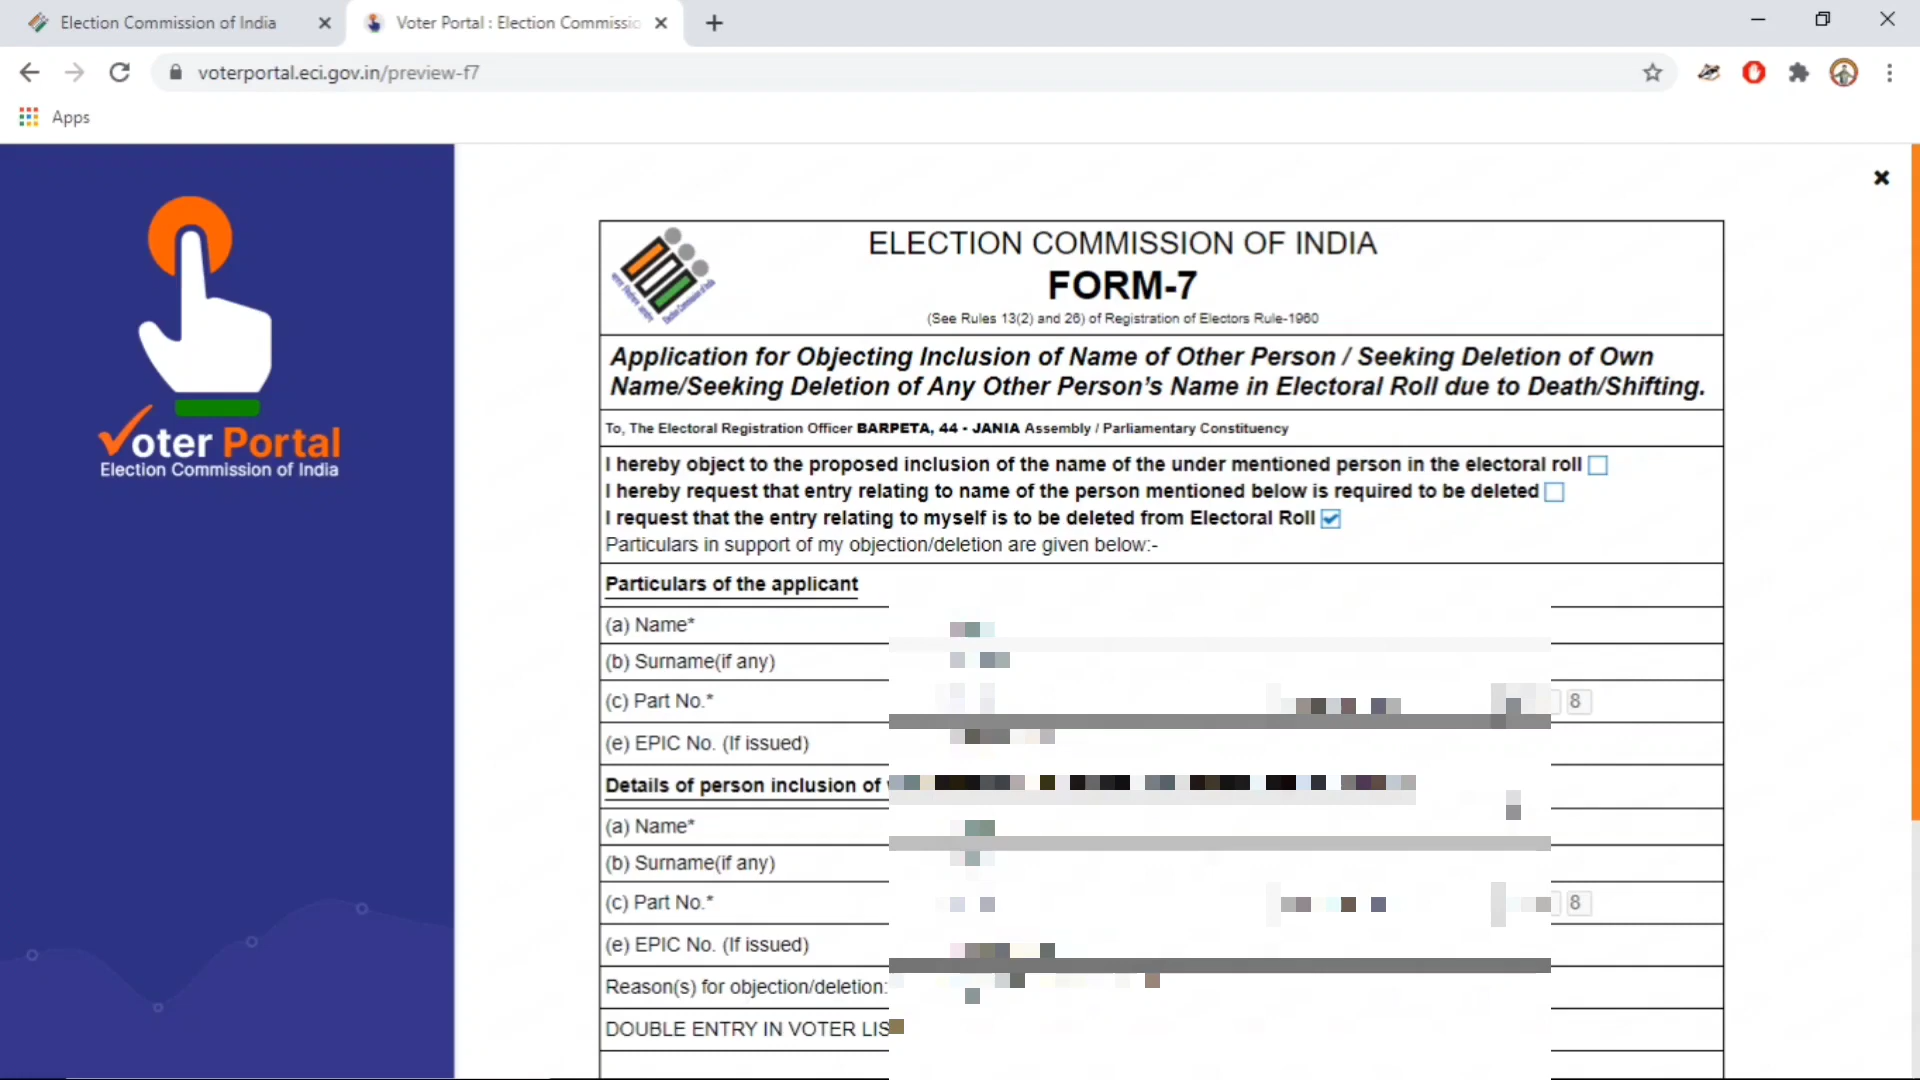 Election Commission of India
Voter Portal : Election Commissio
voterportal.eci.gov.in/preview-f7
Apps
Voter Portal
Election Commission of India
ELECTION COMMISSION OF INDIA
FORM-7
(See Rules 13(2) and 26) of Registration of Electors Rule-1960
Application for Objecting Inclusion of Name of Other Person / Seeking Deletion of Own
Name/Seeking Deletion of Any Other Person's Name in Electoral Roll due to Death/Shifting.
To, The Electoral Registration Officer BARPETA, 44 - JANIA Assembly / Parliamentary Constituency
I hereby object to the proposed inclusion of the name of the under mentioned person in the electoral roll
I hereby request that entry relating to name of the person mentioned below is required to be deleted
I request that the entry relating to myself is to be deleted from Electoral Roll
Particulars in support of my objection/deletion are given below:-
Particulars of the applicant
(a) Name*
(b) Surname(if any)
(c) Part No.* 8
(e) EPIC No. (If issued)
Details of person inclusion of
(a) Name*
(b) Surname(if any)
(c) Part No.* 8
(e) EPIC No. (If issued)
Reason(s) for objection/deletion:
DOUBLE ENTRY IN VOTER LIS